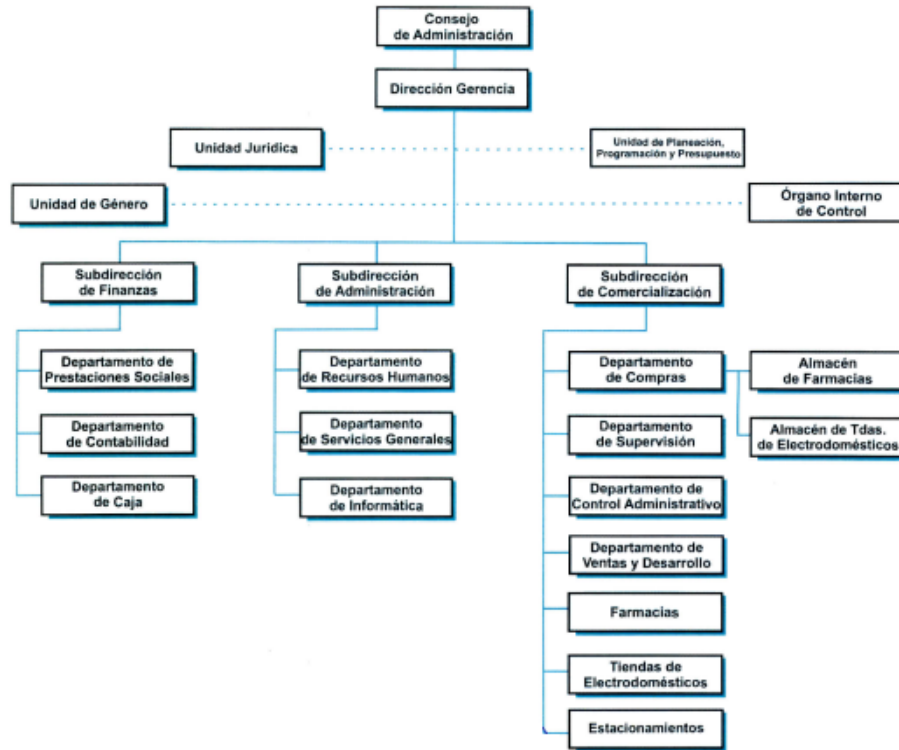 Consejo
de Administración
Dirección Gerencia
Unidad Juridica
Unidad de Planeación,
Programación y Presupuesto
Unidad de Género
Órgano Interno
de Control
Subdirección
de Finanzas
Subdirección
de Administración
Subdirección
de Comercialización
Departamento de
Prestaciones Sociales
Departamento
de Contabilidad
Departamento
de Caja
Departamento
de Recursos Humanos
Departamento
de Servicios Generales
Departamento
de Informática
Departamento
de Compras
Almacén
de Farmacias
Almacén de Tdas.
de Electrodomésticos
Departamento
de Supervisión
Departamento de
Control Administrativo
Departamento de
Ventas y Desarrollo
Farmacias
Tiendas de
Electrodomésticos
Estacionamientos